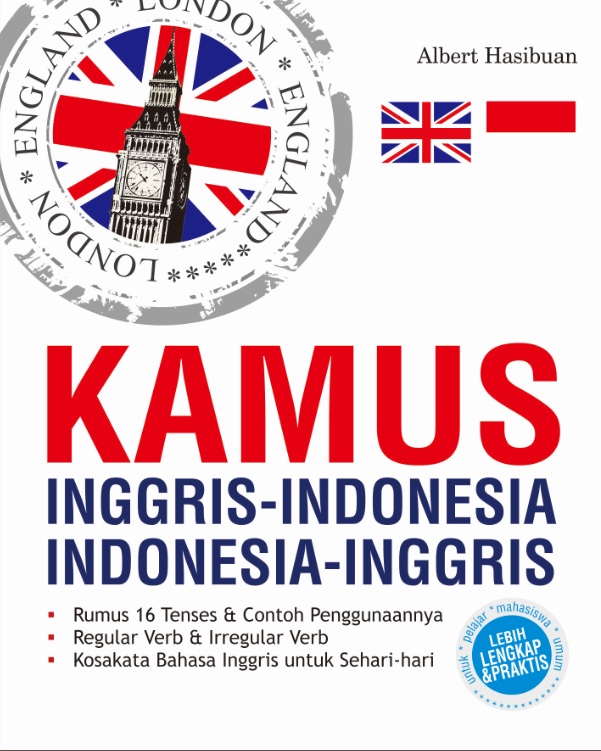 LONDON * ENGLAND * LONDON * ENGLAND * * * * * *
Albert Hasibuan
KAMUS
INGGRIS-INDONESIA
INDONESIA-INGGRIS
▪ Rumus 16 Tenses & Contoh Penggunaannya
▪ Regular Verb & Irregular Verb
▪ Kosakata Bahasa Inggris untuk Sehari-hari
untuk * pelajar * mahasiswa * umum
LEBIH
LENGKAP
&PRAKTIS